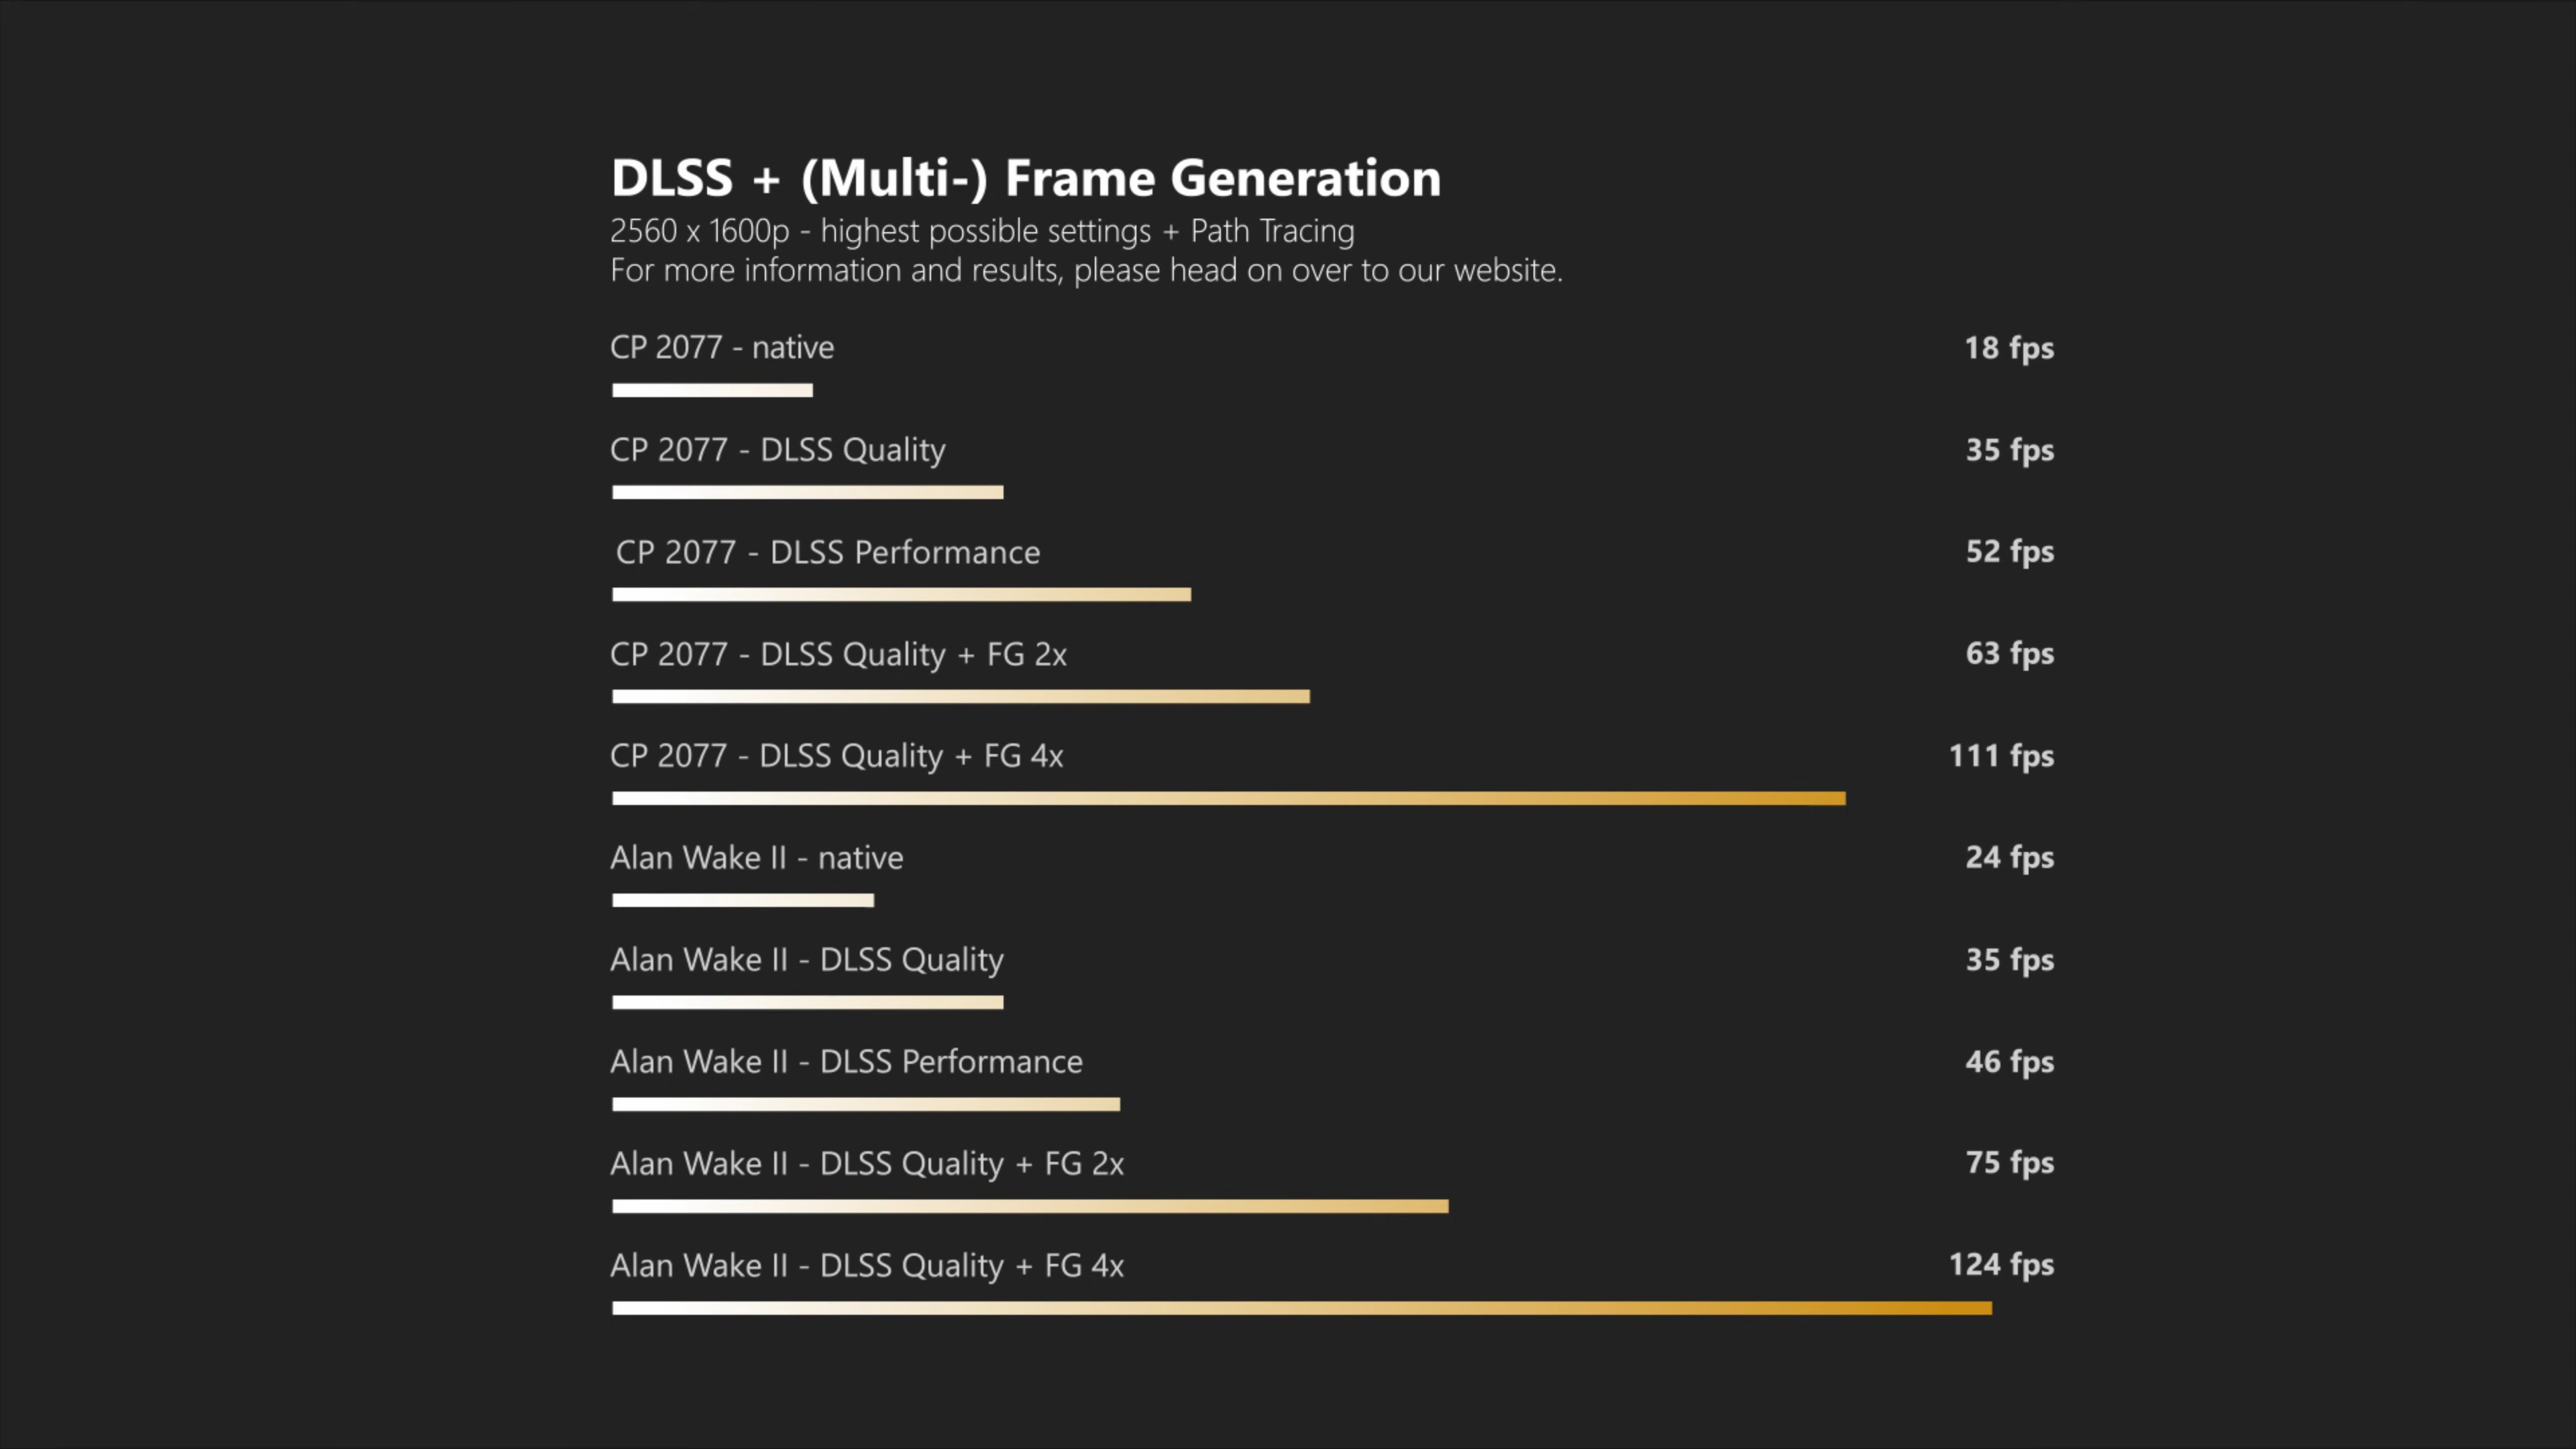 DLSS + (Multi-) Frame Generation
2560 x 1600p - highest possible settings + Path Tracing
For more information and results, please head on over to our website.
CP 2077 - native 18 fps
CP 2077 - DLSS Quality 35 fps
CP 2077 - DLSS Performance 52 fps
CP 2077 - DLSS Quality + FG 2x 63 fps
CP 2077 - DLSS Quality + FG 4x 111 fps
Alan Wake II - native 24 fps
Alan Wake II - DLSS Quality 35 fps
Alan Wake II - DLSS Performance 46 fps
Alan Wake II - DLSS Quality + FG 2x 75 fps
Alan Wake II - DLSS Quality + FG 4x 124 fps